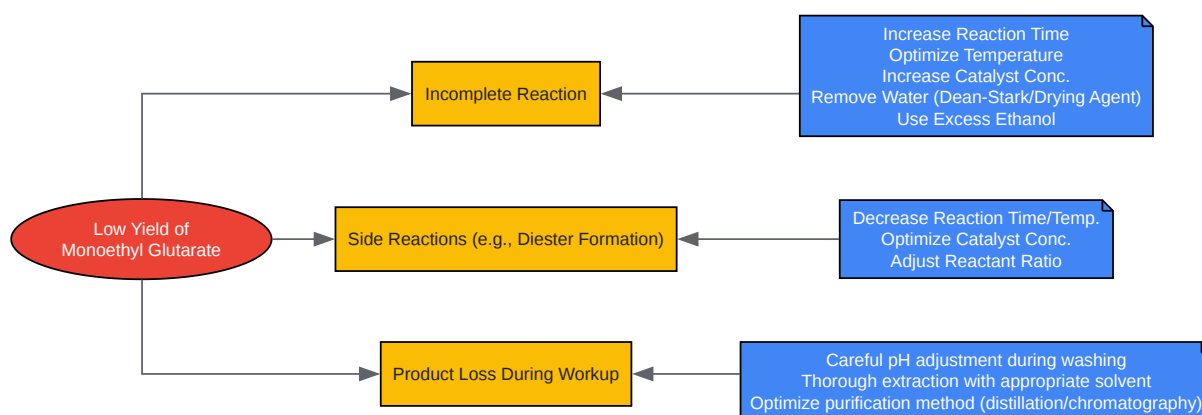 Increase Reaction Time
Optimize Temperature
Increase Catalyst Conc.
Remove Water (Dean-Stark/Drying Agent)
Use Excess Ethanol
Incomplete Reaction
Low Yield of
Monoethyl Glutarate
Side Reactions (e.g., Diester Formation)
Decrease Reaction Time/Temp.
Optimize Catalyst Conc.
Adjust Reactant Ratio
Product Loss During Workup
Careful pH adjustment during washing
Thorough extraction with appropriate solvent
Optimize purification method (distillation/chromatography)